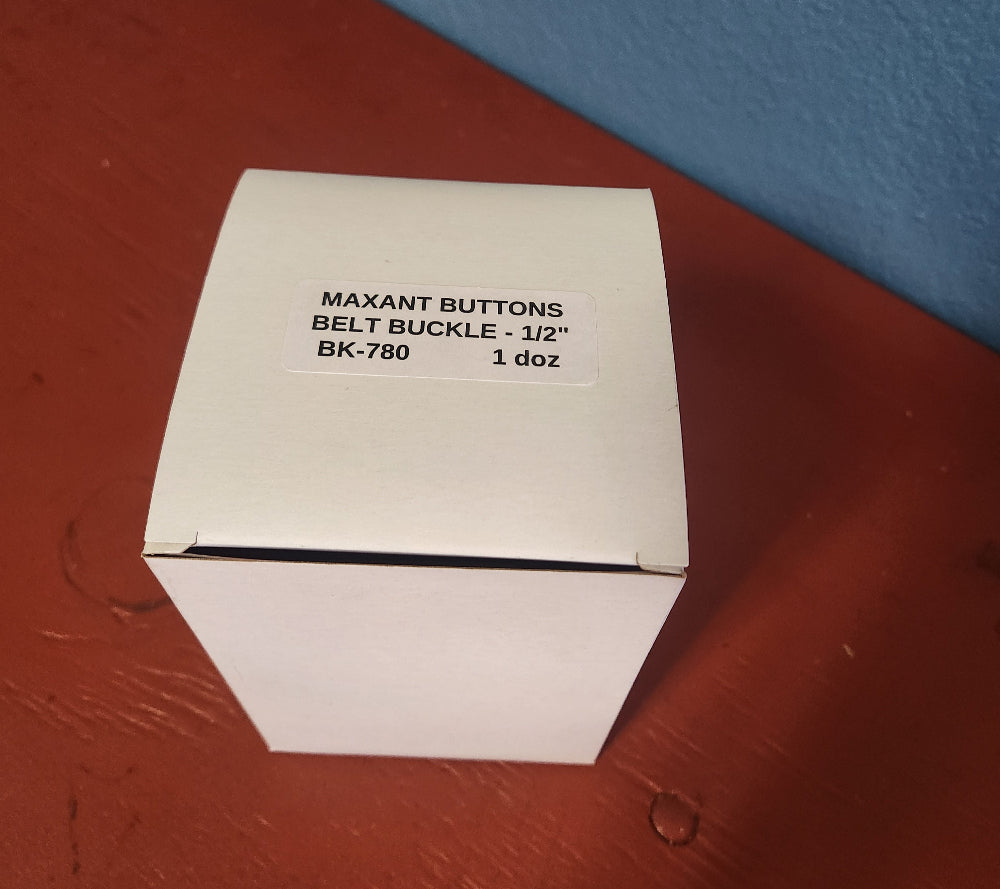 MAXANT BUTTONS
BELT BUCKLE - 1/2"
BK-780 1 doz